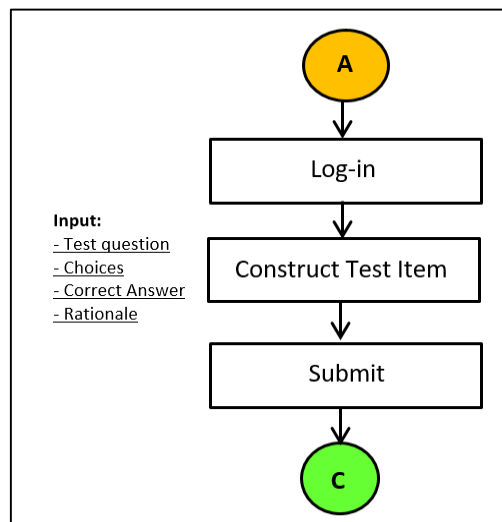 A
Log-in
Input:
- Test question
- Choices
- Correct Answer
- Rationale
Construct Test Item
Submit
C